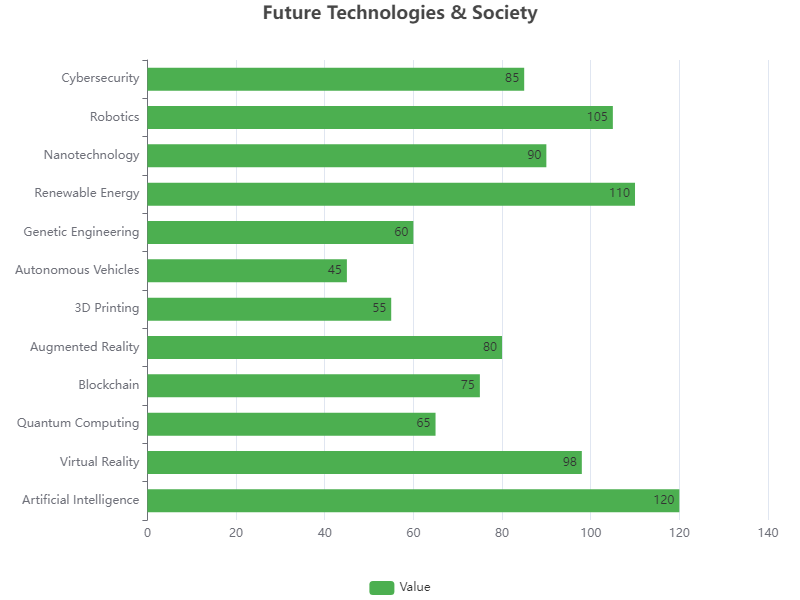 Future Technologies & Society
Cybersecurity 85
Robotics 105
Nanotechnology 90
Renewable Energy 110
Genetic Engineering 60
Autonomous Vehicles 45
3D Printing 55
Augmented Reality 80
Blockchain 75
Quantum Computing 65
Virtual Reality 98
Artificial Intelligence 120
0 20 40 60 80 100 120 140
Value